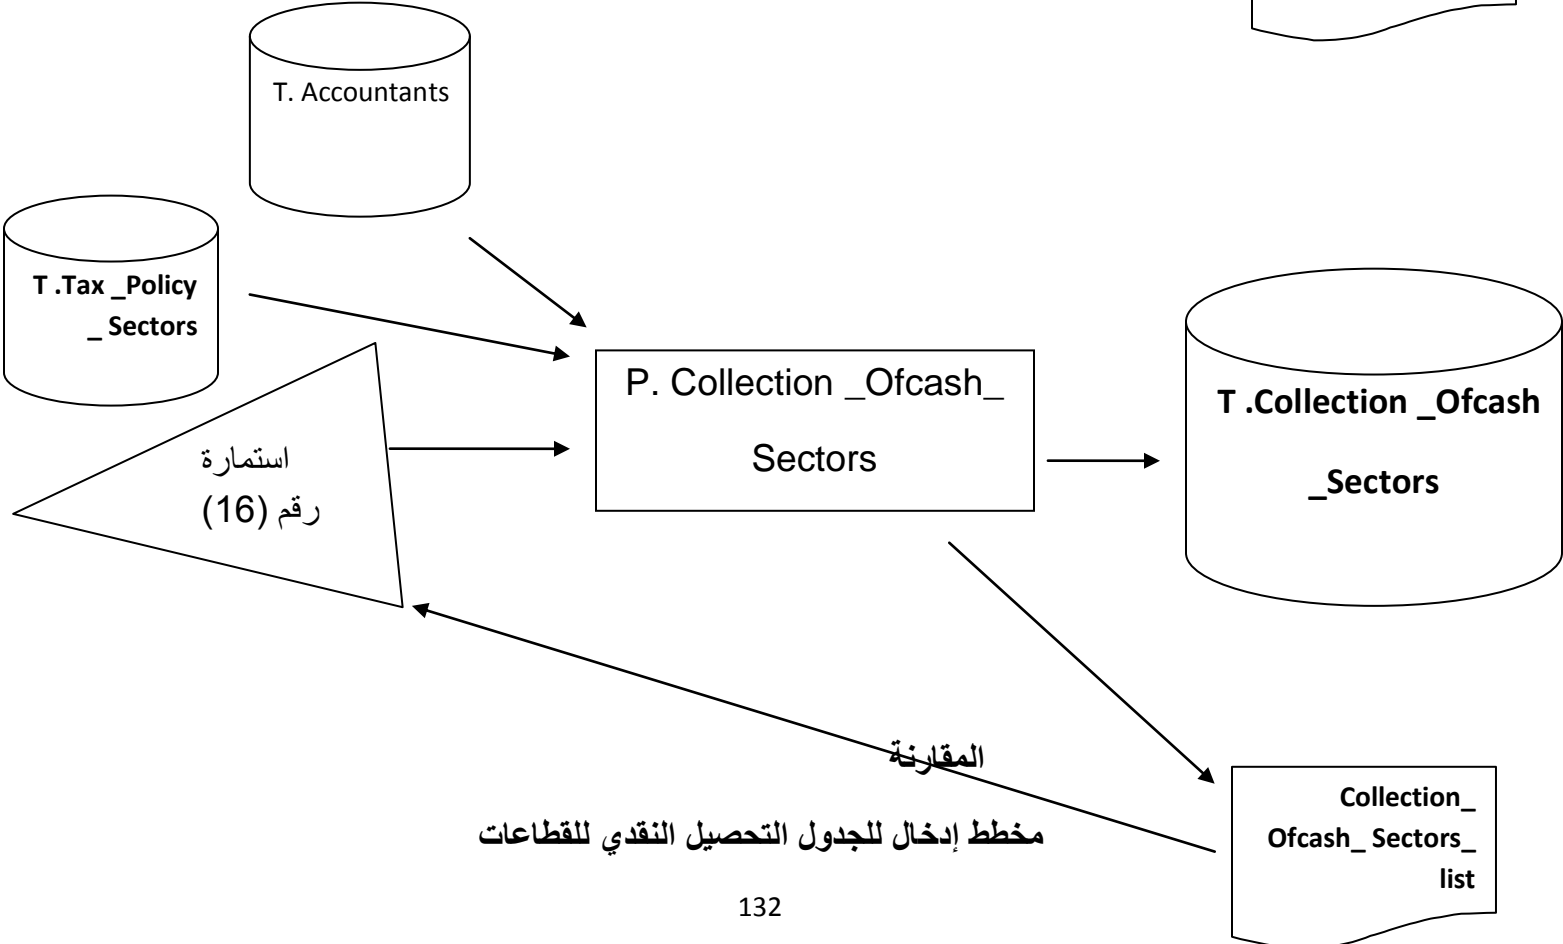 T. Accountants
T .Tax _Policy
_ Sectors
استمارة
رقم (16)
P. Collection _Ofcash_
Sectors
T .Collection _Ofcash
_Sectors
المقارنة
Collection_
Ofcash_ Sectors_
list
مخطط إدخال للجدول التحصيل النقدي للقطاعات
132